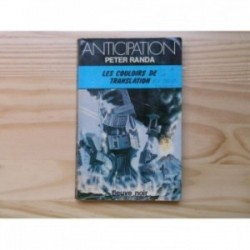 ANTICIPATION
PETER RANDA
LES COULOIRS DE
TRANSLATION
fleuve noir